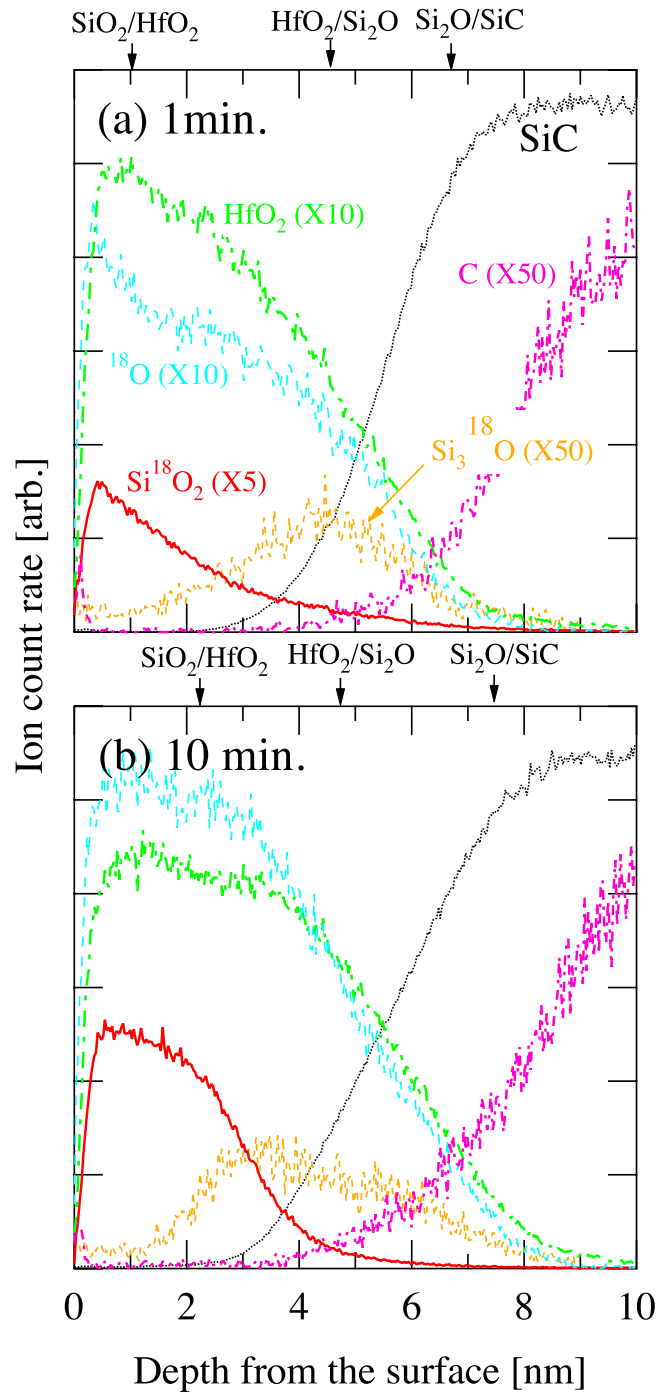 SiO₂/HfO₂ HfO₂/Si₂O Si₂O/SiC
(a) 1min.
SiC
HfO₂ (X10)
C (X50)
¹⁸O (X10)
Si₃¹⁸O (X50)
Si¹⁸O₂ (X5)
SiO₂/HfO₂ HfO₂/Si₂O Si₂O/SiC
(b) 10 min.
Ion count rate [arb.]
0 2 4 6 8 10
Depth from the surface [nm]